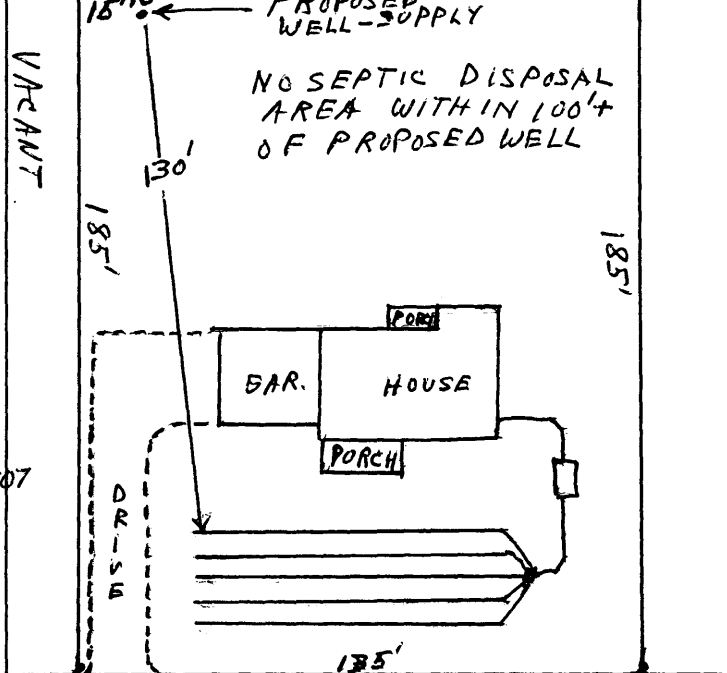 PROPOSED
WELL-SUPPLY
NO SEPTIC DISPOSAL
AREA WITHIN 100'+
OF PROPOSED WELL
VACANT
130'
185'
185'
PORCH
GAR.
HOUSE
PORCH
07
DRIVE
135'